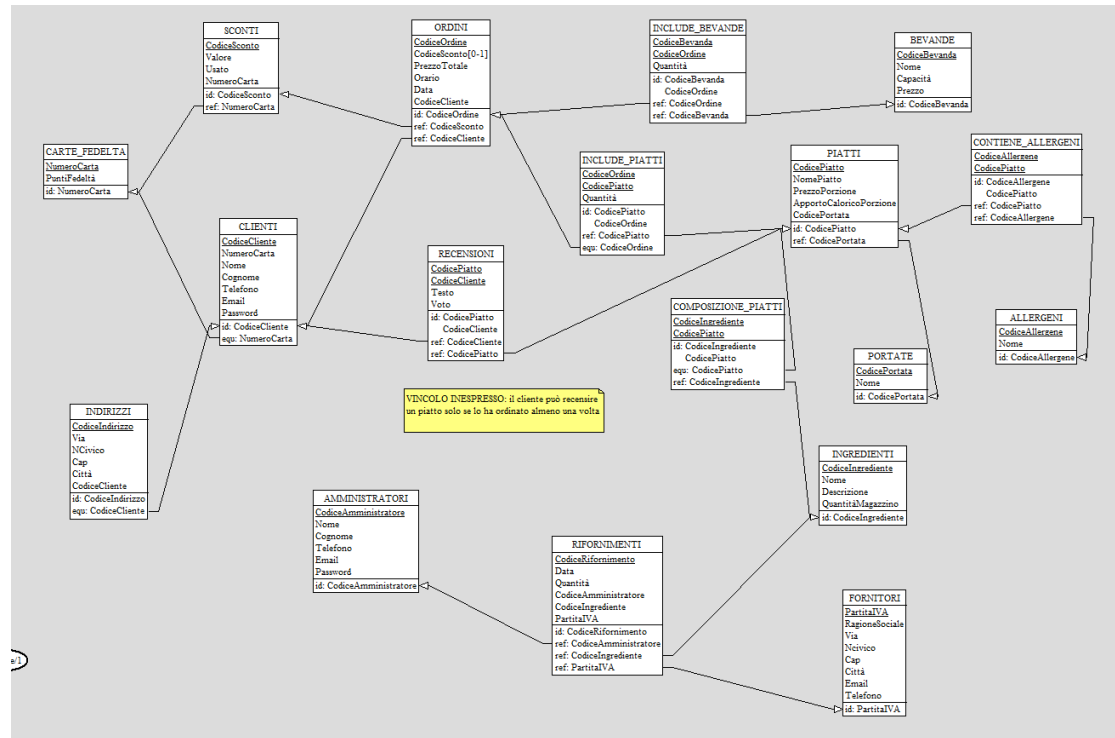 SCONTI
CodiceSconto
Valore
Usato
NumeroCarta
id: CodiceSconto
ref: NumeroCarta
ORDINI
CodiceOrdine
CodiceSconto[0-1]
PrezzoTotale
Orario
Data
CodiceCliente
id: CodiceOrdine
ref: CodiceSconto
ref: CodiceCliente
INCLUDE_BEVANDE
CodiceBevanda
CodiceOrdine
Quantità
id: CodiceBevanda
CodiceOrdine
ref: CodiceOrdine
ref: CodiceBevanda
BEVANDE
CodiceBevanda
Nome
Capacità
Prezzo
id: CodiceBevanda
CARTE_FEDELTA
NumeroCarta
PuntiFedeltà
id: NumeroCarta
INCLUDE_PIATTI
CodiceOrdine
CodicePiatto
Quantità
id: CodicePiatto
CodiceOrdine
ref: CodicePiatto
equ: CodiceOrdine
PIATTI
CodicePiatto
NomePiatto
PrezzoPorzione
ApportoCaloricoPorzione
CodicePortata
id: CodicePiatto
ref: CodicePortata
CONTIENE_ALLERGENI
CodiceAllergene
CodicePiatto
id: CodiceAllergene
CodicePiatto
ref: CodicePiatto
ref: CodiceAllergene
CLIENTI
CodiceCliente
NumeroCarta
Nome
Cognome
Telefono
Email
Password
id: CodiceCliente
equ: NumeroCarta
RECENSIONI
CodicePiatto
CodiceCliente
Testo
Voto
id: CodicePiatto
CodiceCliente
ref: CodiceCliente
ref: CodicePiatto
COMPOSIZIONE_PIATTI
CodiceIngrediente
CodicePiatto
id: CodiceIngrediente
CodicePiatto
equ: CodicePiatto
ref: CodiceIngrediente
ALLERGENI
CodiceAllergene
Nome
id: CodiceAllergene
PORTATE
CodicePortata
Nome
id: CodicePortata
VINCOLO INESPRESSO: il cliente può recensire
un piatto solo se lo ha ordinato almeno una volta
INDIRIZZI
CodiceIndirizzo
Via
NCivico
Cap
Città
CodiceCliente
id: CodiceIndirizzo
equ: CodiceCliente
INGREDIENTI
CodiceIngrediente
Nome
Descrizione
QuantitàMagazzino
id: CodiceIngrediente
AMMINISTRATORI
CodiceAmministratore
Nome
Cognome
Telefono
Email
Password
id: CodiceAmministratore
RIFORNIMENTI
CodiceRifornimento
Data
Quantità
CodiceAmministratore
CodiceIngrediente
PartitaIVA
id: CodiceRifornimento
ref: CodiceAmministratore
ref: CodiceIngrediente
ref: PartitaIVA
FORNITORI
PartitaIVA
RagioneSociale
Via
Ncivico
Cap
Città
Email
Telefono
id: PartitaIVA